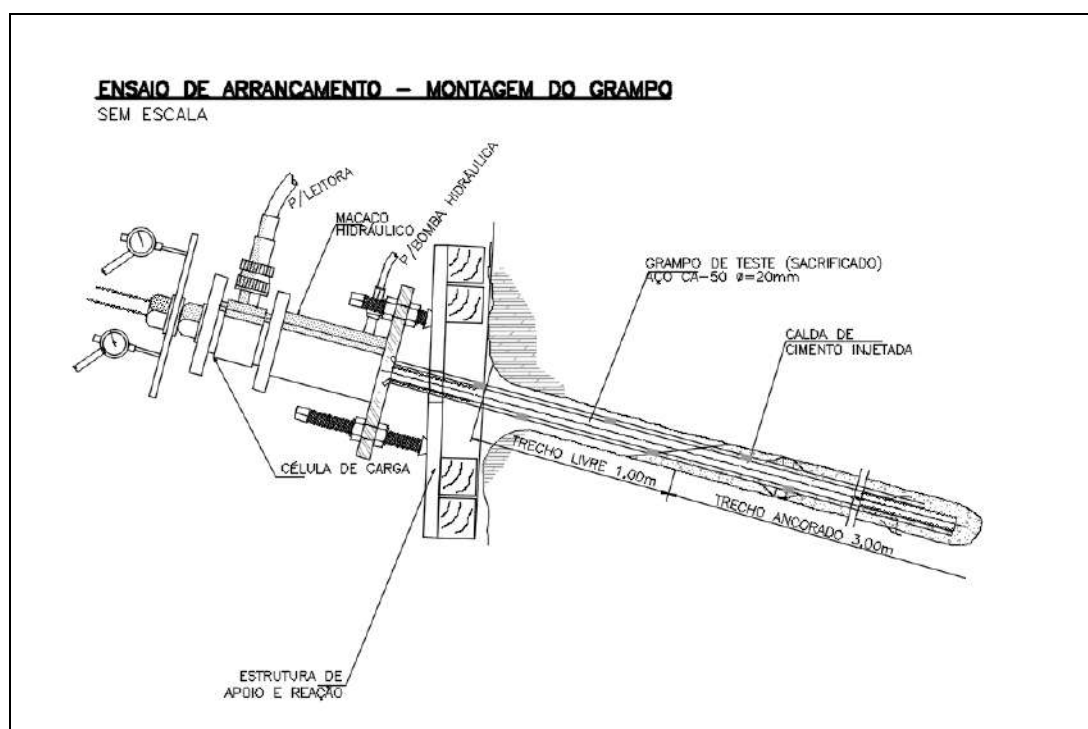 ENSAIO DE ARRANCAMENTO – MONTAGEM DO GRAMPO
SEM ESCALA
P/LEITORA
P/BOMBA HIDRÁULICA
MACACO
HIDRÁULICO
GRAMPO DE TESTE (SACRIFICADO)
AÇO CA-50 Ø=20mm
CALDA DE
CIMENTO INJETADA
CÉLULA DE CARGA
TRECHO LIVRE 1,00m
TRECHO ANCORADO 3,00m
ESTRUTURA DE
APOIO E REAÇÃO